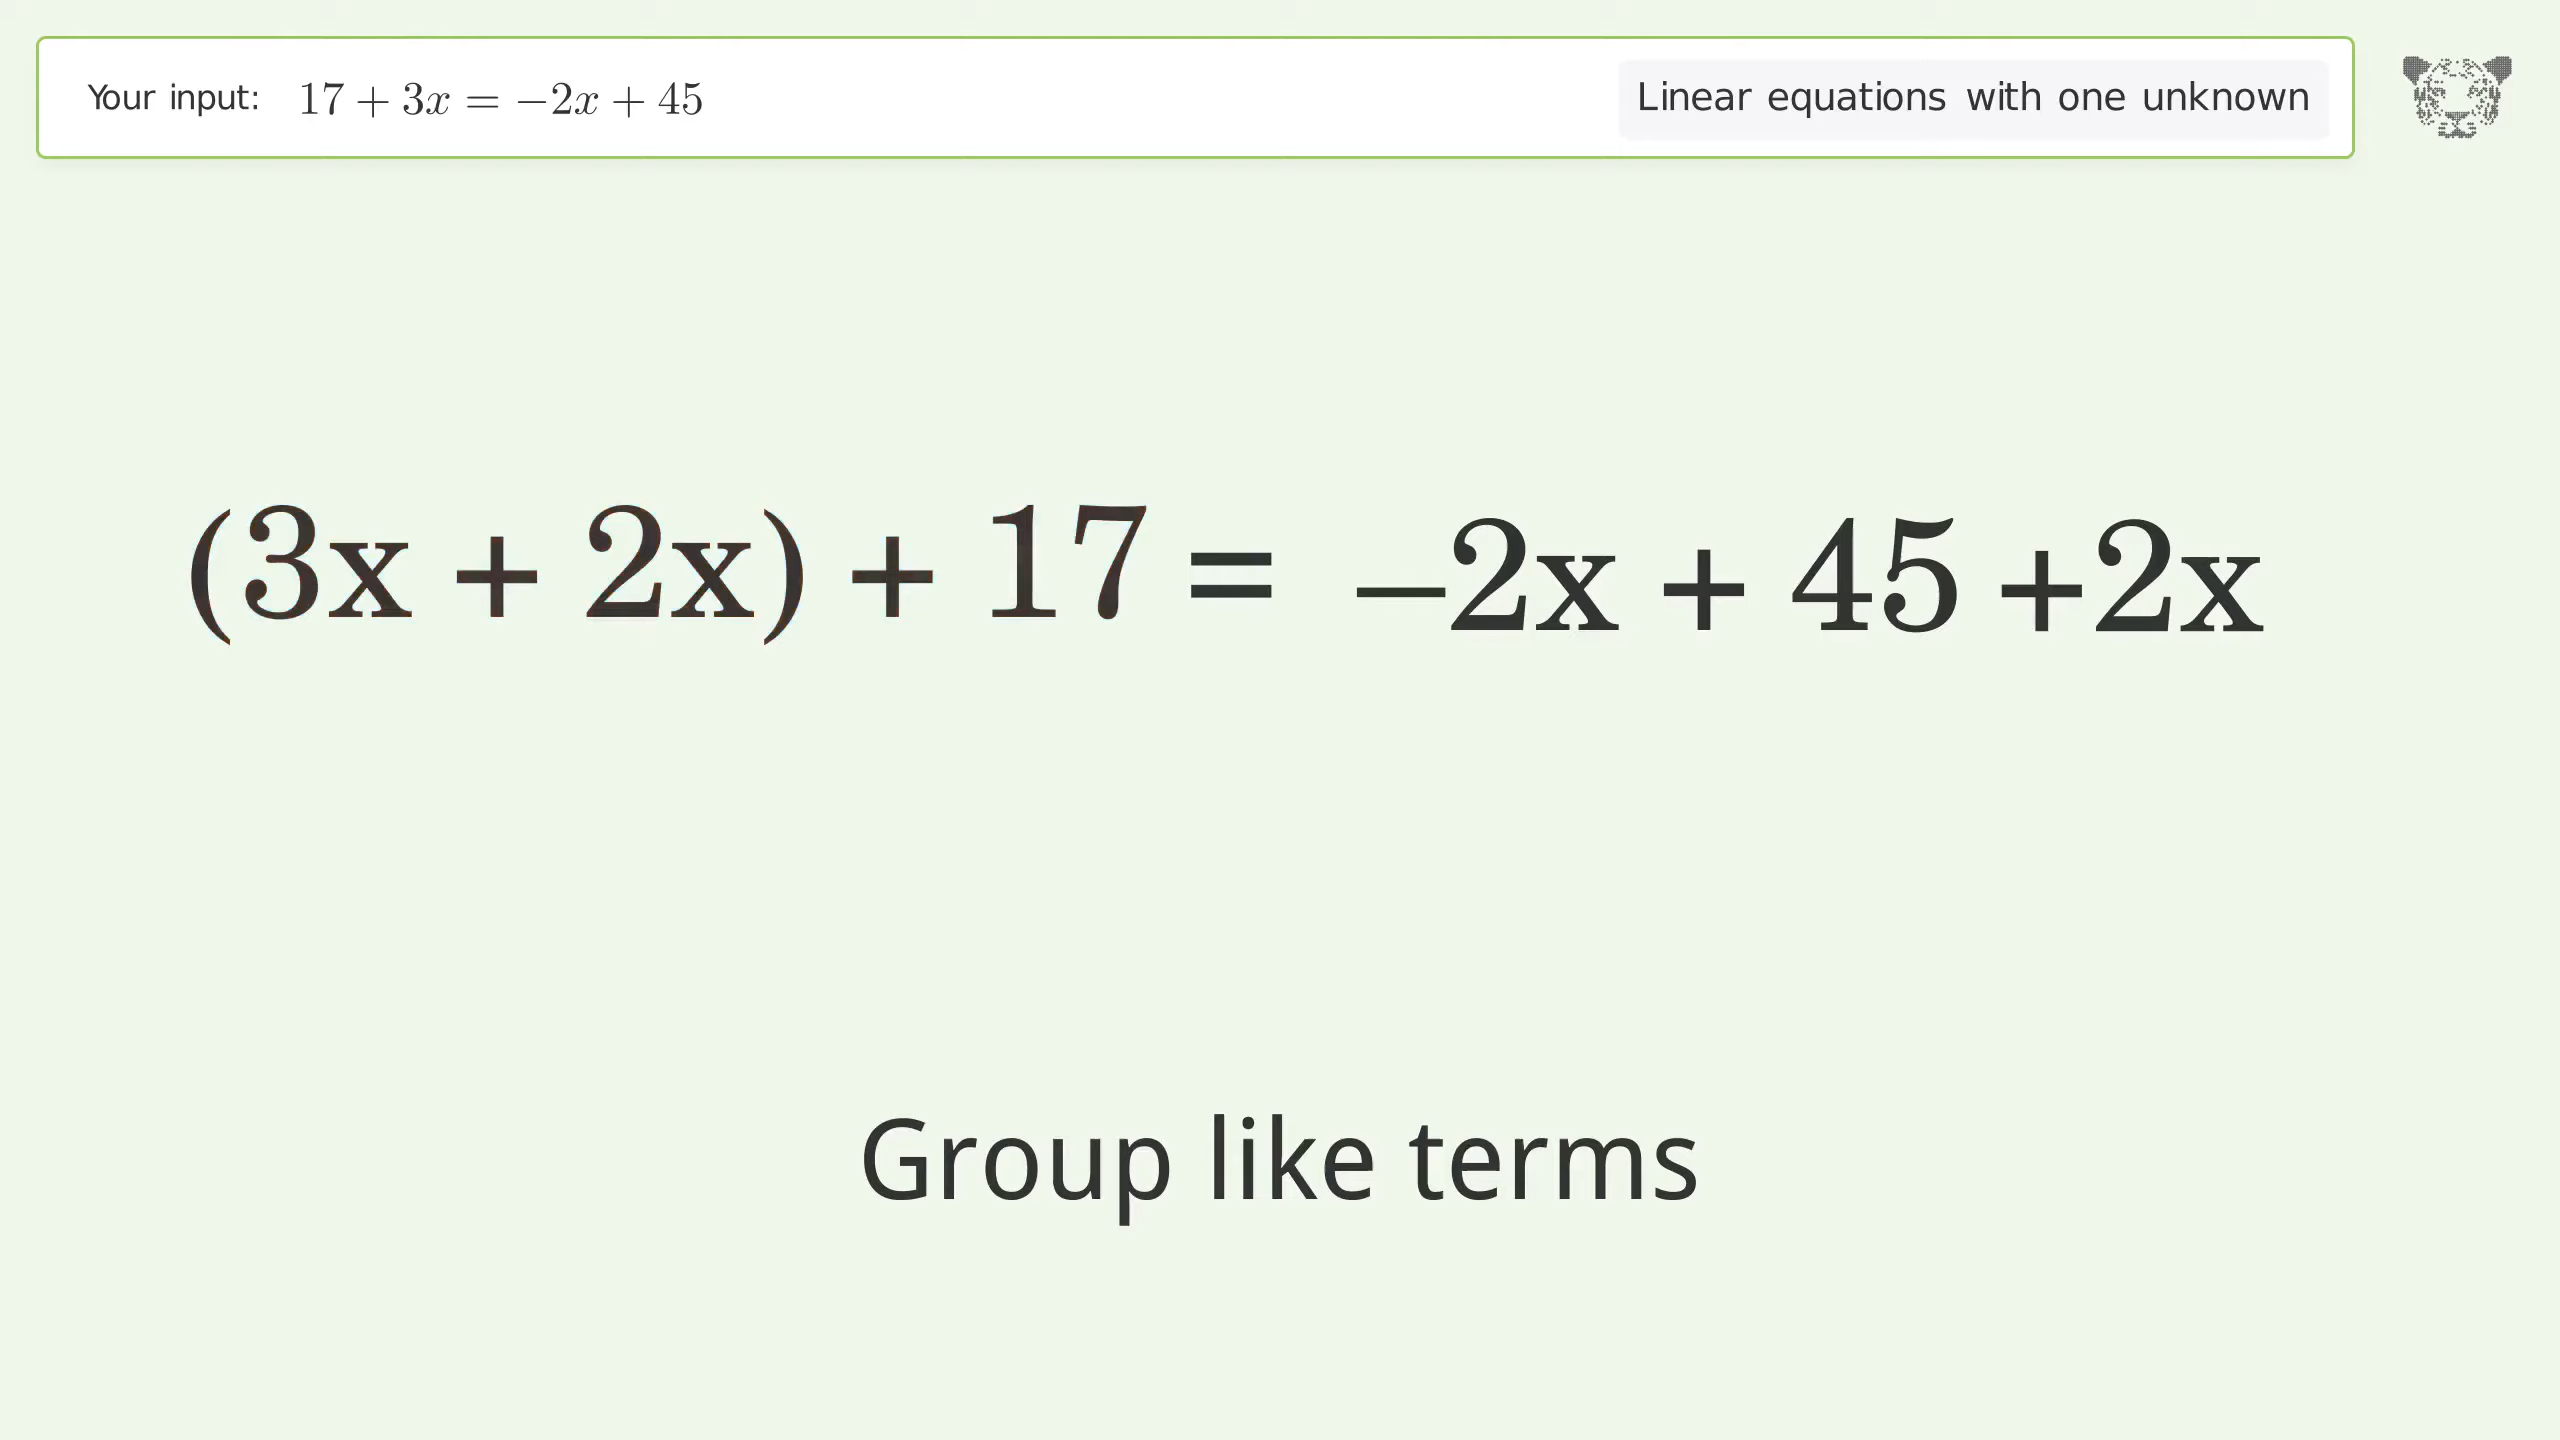 Your input: 17 + 3x = −2x + 45
Linear equations with one unknown
(3x + 2x) + 17 = −2x + 45 +2x
Group like terms